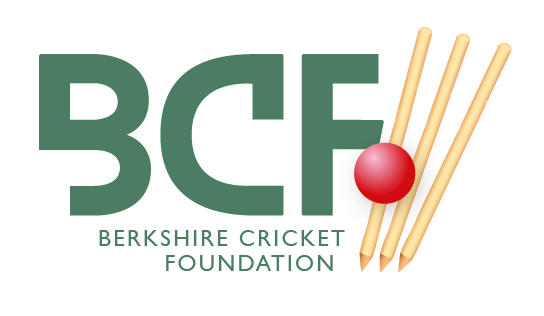 BCF
BERKSHIRE CRICKET
FOUNDATION